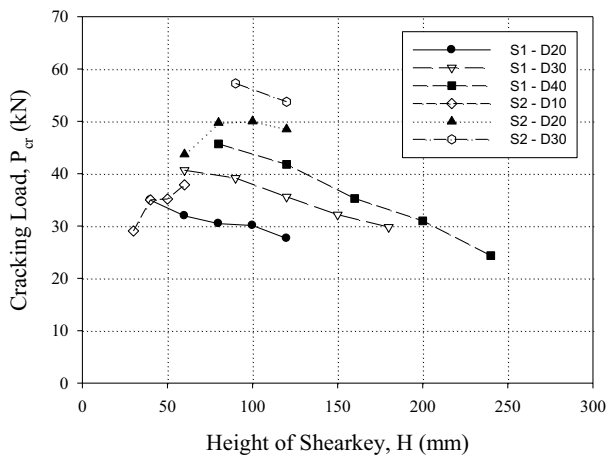 70
60
50
40
30
20
10
0
Cracking Load, Pcr (kN)
S1 - D20
S1 - D30
S1 - D40
S2 - D10
S2 - D20
S2 - D30
0 50 100 150 200 250 300
Height of Shearkey, H (mm)